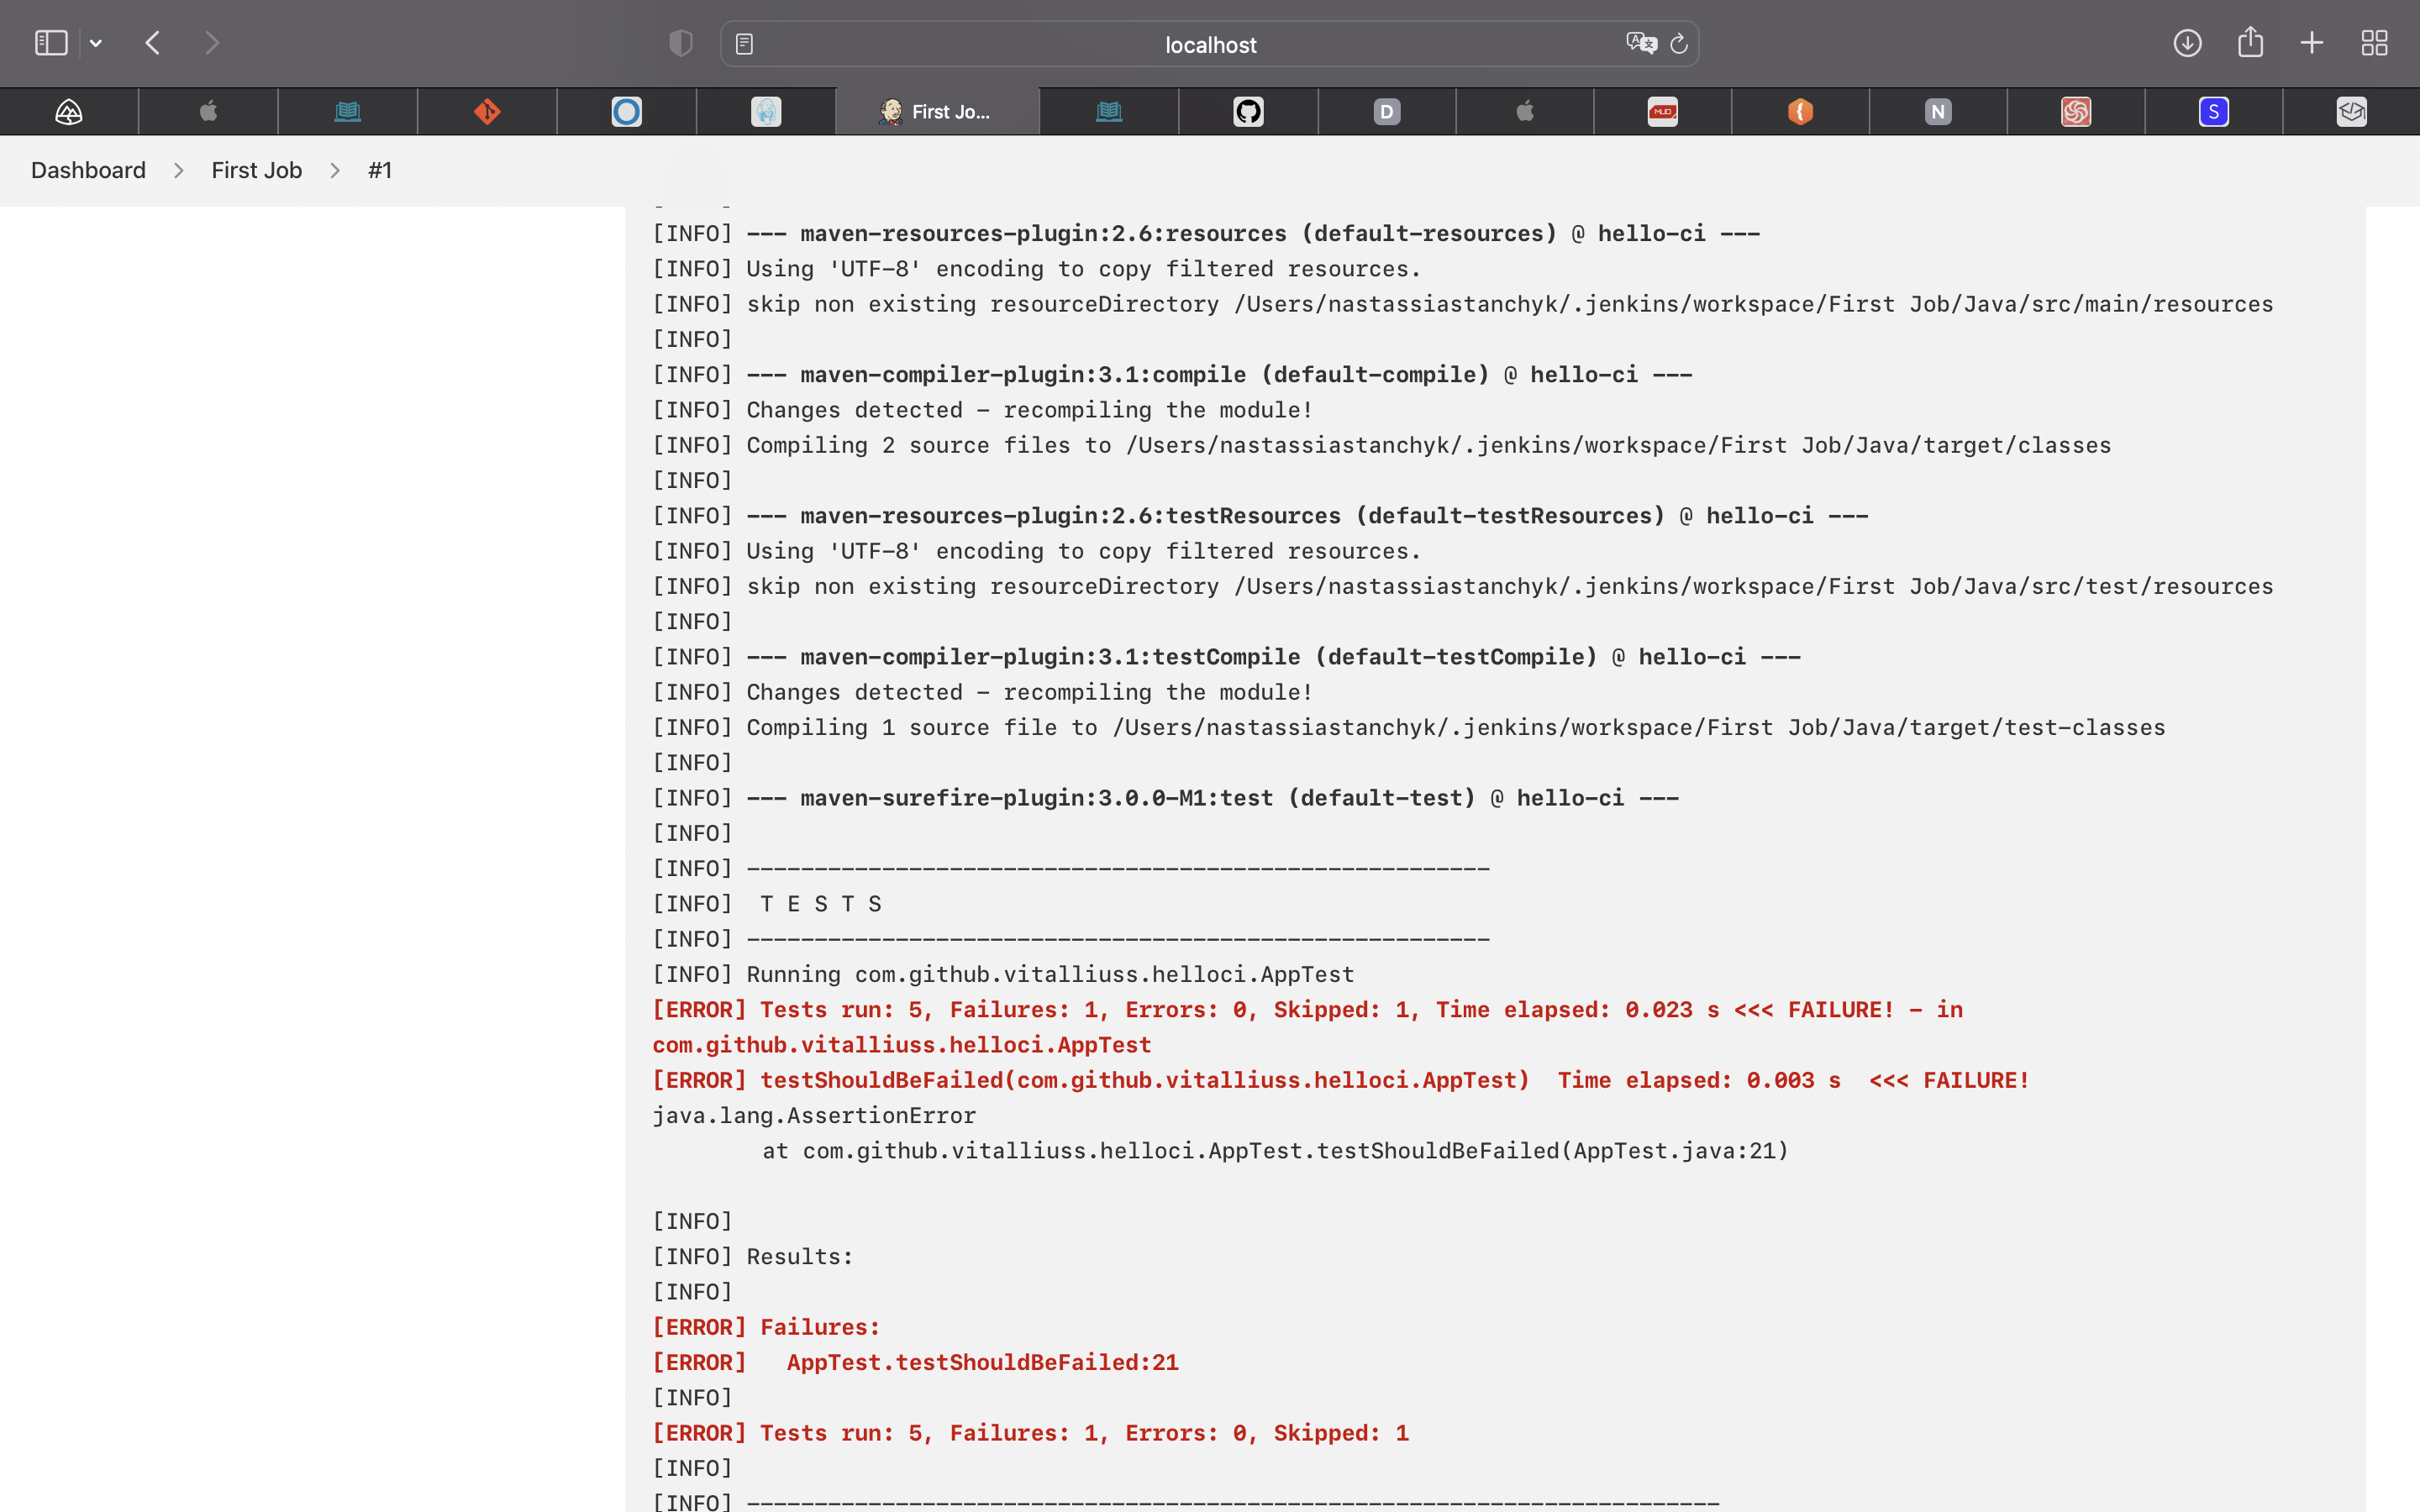 localhost
D
MUO
N
S
First Jo...
Dashboard > First Job > #1
[INFO] --- maven-resources-plugin:2.6:resources (default-resources) @ hello-ci ---
[INFO] Using 'UTF-8' encoding to copy filtered resources.
[INFO] skip non existing resourceDirectory /Users/nastassiastanchyk/.jenkins/workspace/First Job/Java/src/main/resources
[INFO]
[INFO] --- maven-compiler-plugin:3.1:compile (default-compile) @ hello-ci ---
[INFO] Changes detected - recompiling the module!
[INFO] Compiling 2 source files to /Users/nastassiastanchyk/.jenkins/workspace/First Job/Java/target/classes
[INFO]
[INFO] --- maven-resources-plugin:2.6:testResources (default-testResources) @ hello-ci ---
[INFO] Using 'UTF-8' encoding to copy filtered resources.
[INFO] skip non existing resourceDirectory /Users/nastassiastanchyk/.jenkins/workspace/First Job/Java/src/test/resources
[INFO]
[INFO] --- maven-compiler-plugin:3.1:testCompile (default-testCompile) @ hello-ci ---
[INFO] Changes detected - recompiling the module!
[INFO] Compiling 1 source file to /Users/nastassiastanchyk/.jenkins/workspace/First Job/Java/target/test-classes
[INFO]
[INFO] --- maven-surefire-plugin:3.0.0-M1:test (default-test) @ hello-ci ---
[INFO]
[INFO] -------------------------------------------------------
[INFO]  T E S T S
[INFO] -------------------------------------------------------
[INFO] Running com.github.vitalliuss.helloci.AppTest
[ERROR] Tests run: 5, Failures: 1, Errors: 0, Skipped: 1, Time elapsed: 0.023 s <<< FAILURE! - in
com.github.vitalliuss.helloci.AppTest
[ERROR] testShouldBeFailed(com.github.vitalliuss.helloci.AppTest)  Time elapsed: 0.003 s  <<< FAILURE!
java.lang.AssertionError
at com.github.vitalliuss.helloci.AppTest.testShouldBeFailed(AppTest.java:21)
[INFO]
[INFO] Results:
[INFO]
[ERROR] Failures:
[ERROR]   AppTest.testShouldBeFailed:21
[INFO]
[ERROR] Tests run: 5, Failures: 1, Errors: 0, Skipped: 1
[INFO]
[INFO] ------------------------------------------------------------------------